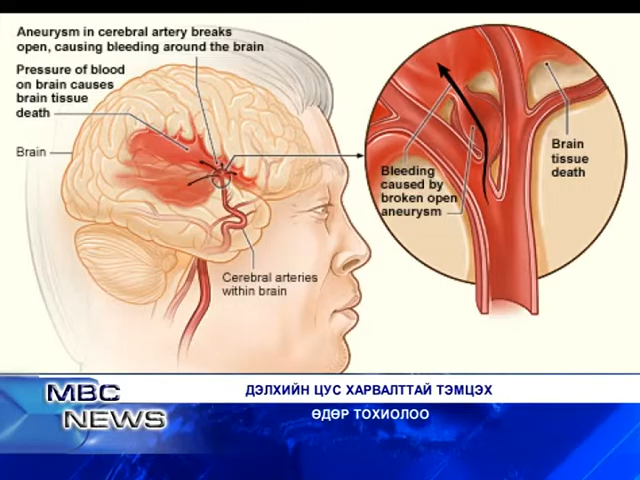 Aneurysm in cerebral artery breaks
open, causing bleeding around the brain
Pressure of blood
on brain causes
brain tissue
death
Brain
Cerebral arteries
within brain
Bleeding
caused by
broken open
aneurysm
Brain
tissue
death
MBC
NEWS
ДЭЛХИЙН ЦУС ХАРВАЛТТАЙ ТЭМЦЭХ
ӨДӨР ТОХИОЛОО